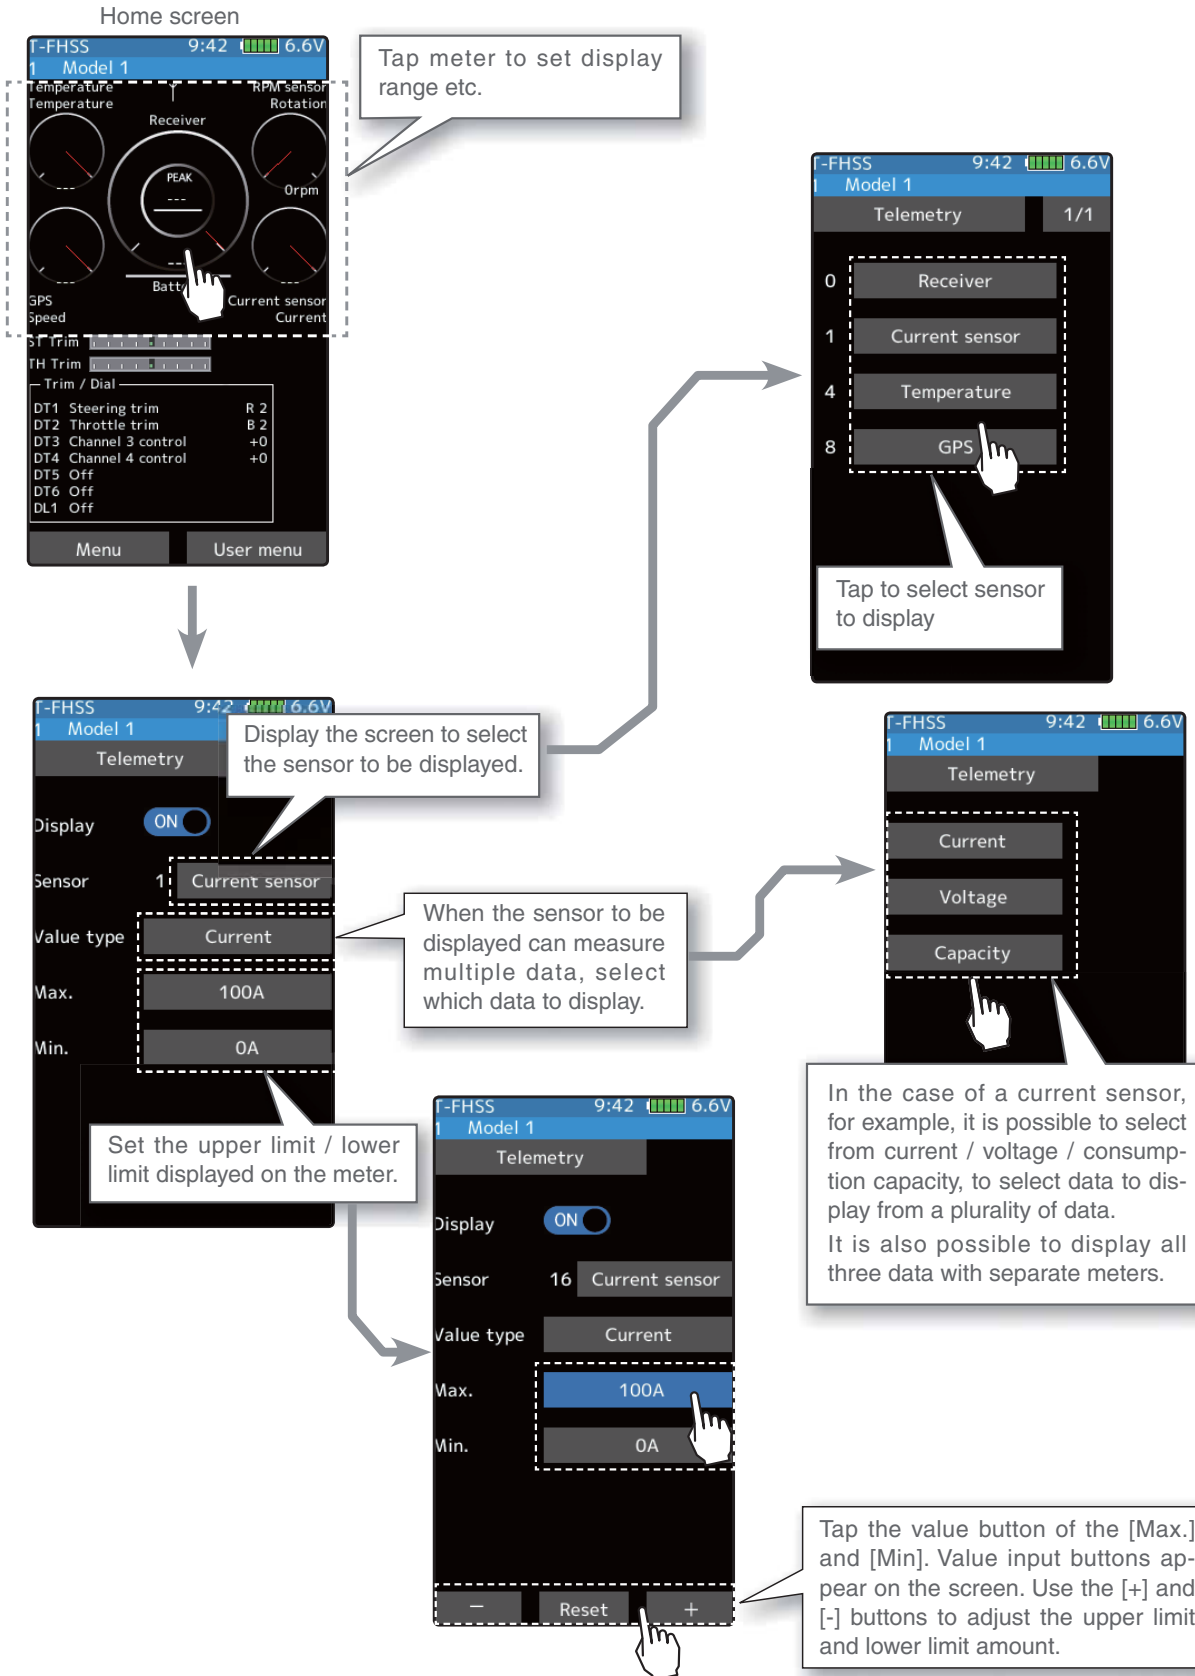 Home screen
T-FHSS 9:42 6.6V
1 Model 1
Temperature RPM sensor
Temperature Rotation
Receiver
PEAK
---
--- 0rpm
---
--- ---
Batt
GPS Current sensor
Speed Current
ST Trim
TH Trim
Trim / Dial
DT1 Steering trim R 2
DT2 Throttle trim B 2
DT3 Channel 3 control +0
DT4 Channel 4 control +0
DT5 Off
DT6 Off
DL1 Off
Menu User menu
Tap meter to set display
range etc.
T-FHSS 9:42 6.6V
1 Model 1
Telemetry 1/1
0 Receiver
1 Current sensor
4 Temperature
8 GPS
Tap to select sensor
to display
T-FHSS 9:42 6.6V
1 Model 1
Telemetry
Display ON
Sensor 1 Current sensor
Value type Current
Max. 100A
Min. 0A
Display the screen to select
the sensor to be displayed.
When the sensor to be
displayed can measure
multiple data, select
which data to display.
Set the upper limit / lower
limit displayed on the meter.
T-FHSS 9:42 6.6V
1 Model 1
Telemetry
Current
Voltage
Capacity
In the case of a current sensor,
for example, it is possible to select
from current / voltage / consump-
tion capacity, to select data to dis-
play from a plurality of data.
It is also possible to display all
three data with separate meters.
T-FHSS 9:42 6.6V
1 Model 1
Telemetry
Display ON
Sensor 16 Current sensor
Value type Current
Max. 100A
Min. 0A
− Reset +
Tap the value button of the [Max.]
and [Min]. Value input buttons ap-
pear on the screen. Use the [+] and
[-] buttons to adjust the upper limit
and lower limit amount.